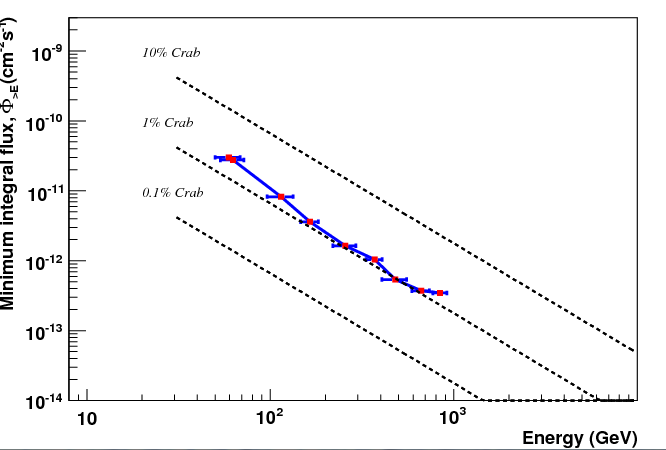 Minimum integral flux, Φ>E(cm-2s-1)
10-9
10-10
10-11
10-12
10-13
10-14
10% Crab
1% Crab
0.1% Crab
10
102
103
Energy (GeV)